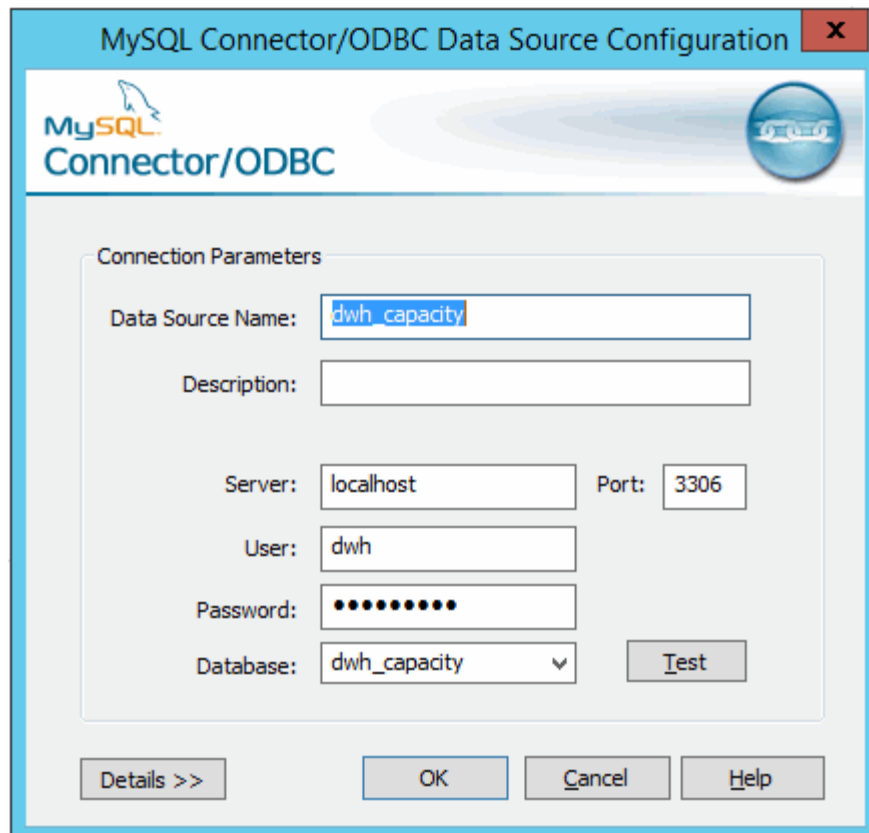 MySQL Connector/ODBC Data Source Configuration
x
MySQL
Connector/ODBC
Connection Parameters
Data Source Name: dwh_capacity
Description:
Server: localhost Port: 3306
User: dwh
Password: •••••••••
Database: dwh_capacity Test
Details >> OK Cancel Help